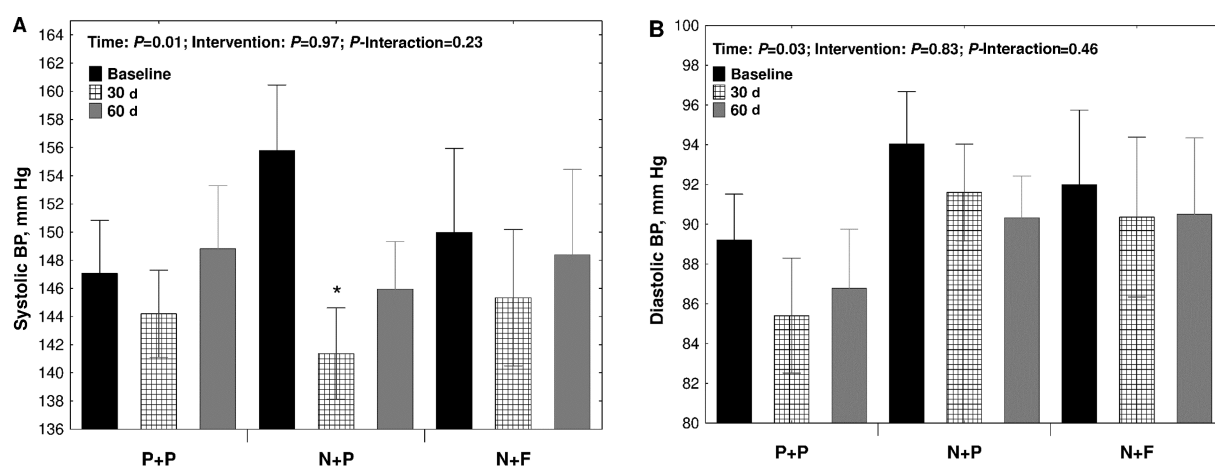 A
Systolic BP, mm Hg
164
162
160
158
156
154
152
150
148
146
144
142
140
138
136
Time: P=0.01; Intervention: P=0.97; P-Interaction=0.23
Baseline
30 d
60 d
*
P+P
N+P
N+F
B
Diastolic BP, mm Hg
100
98
96
94
92
90
88
86
84
82
80
Time: P=0.03; Intervention: P=0.83; P-Interaction=0.46
Baseline
30 d
60 d
P+P
N+P
N+F